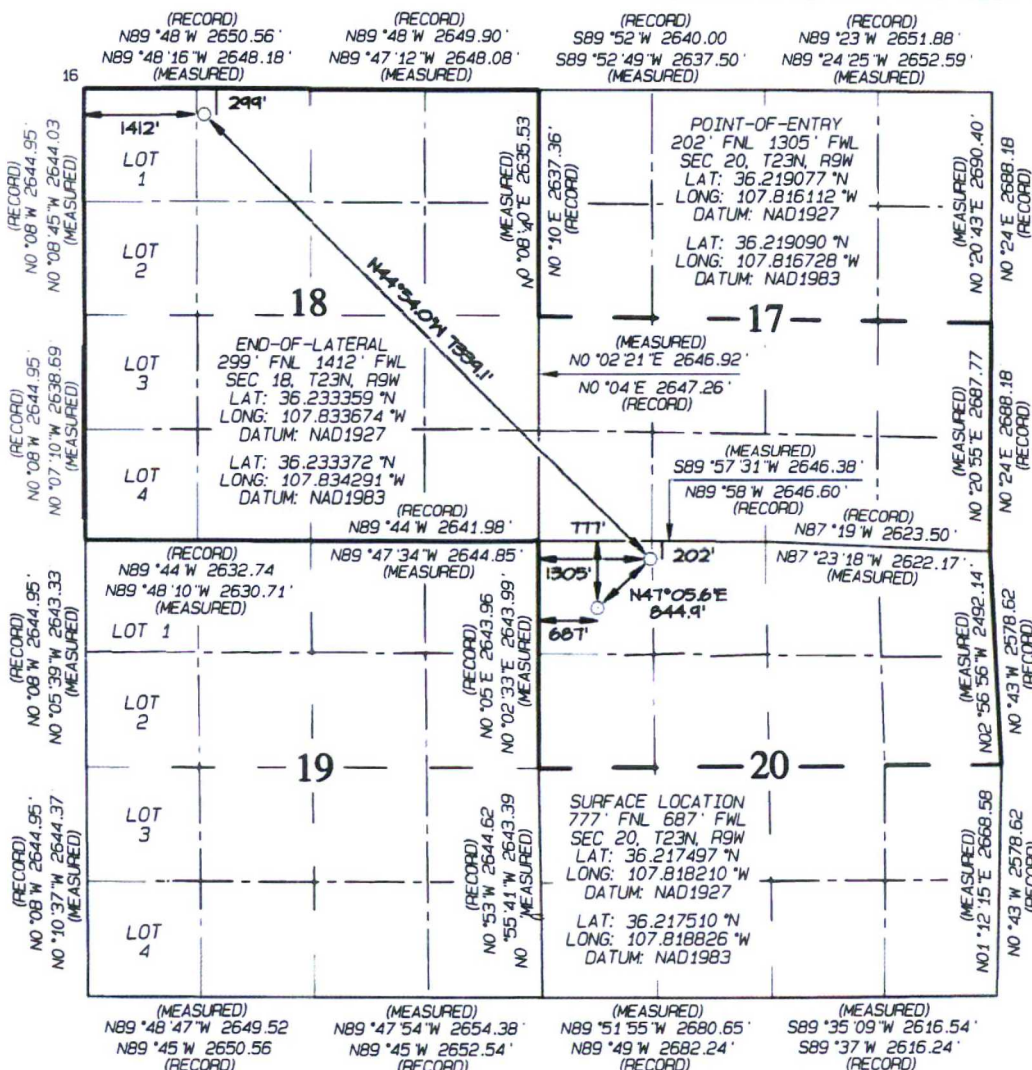 (RECORD)
N89°48'W 2650.56'
N89°48'16"W 2648.18'
(MEASURED)
(RECORD)
N89°48'W 2649.90'
N89°47'12"W 2648.08'
(MEASURED)
(RECORD)
S89°52'W 2640.00'
S89°52'49"W 2637.50'
(MEASURED)
(RECORD)
N89°23'W 2651.88'
N89°24'25"W 2652.59'
(MEASURED)
16
299'
1412'
LOT
1
LOT
2
LOT
3
LOT
4
(RECORD)
N0°08'W 2644.95'
N0°08'45"W 2644.03
(MEASURED)
(RECORD)
N0°08'W 2644.95'
N0°07'10"W 2638.69'
(MEASURED)
18
N44°54.0'W 7339.1'
END-OF-LATERAL
299' FNL 1412' FWL
SEC 18, T23N, R9W
LAT: 36.233359 °N
LONG: 107.833674 °W
DATUM: NAD1927
LAT: 36.233372 °N
LONG: 107.834291 °W
DATUM: NAD1983
(MEASURED)
N0°08'40"E 2635.53
N0°10'E 2637.36'
(RECORD)
POINT-OF-ENTRY
202' FNL 1305' FWL
SEC 20, T23N, R9W
LAT: 36.219077 °N
LONG: 107.816112 °W
DATUM: NAD1927
LAT: 36.219090 °N
LONG: 107.816728 °W
DATUM: NAD1983
17
(MEASURED)
N0°20'43"E 2690.40'
N0°24'E 2688.18
(RECORD)
(MEASURED)
N0°02'21"E 2646.92'
N0°04'E 2647.26'
(RECORD)
(MEASURED)
N0°20'55"E 2687.77
N0°24'E 2688.18
(RECORD)
(MEASURED)
S89°57'31"W 2646.38'
N89°58'W 2646.60'
(RECORD)
(RECORD)
N87°19'W 2623.50'
N87°23'18"W 2622.17'
(MEASURED)
(RECORD)
N89°44'W 2641.98'
N89°47'34"W 2644.85'
(MEASURED)
(RECORD)
N89°44'W 2632.74
N89°48'10"W 2630.71'
(MEASURED)
777'
202'
1305'
N47°05.6'E
844.9'
687'
LOT 1
LOT
2
LOT
3
LOT
4
(RECORD)
N0°08'W 2644.95'
N0°05'39"W 2643.33
(MEASURED)
(RECORD)
N0°08'W 2644.95'
N0°10'37"W 2644.37'
(MEASURED)
19
(RECORD)
N0°05'E 2643.96
N0°02'33"E 2643.99'
(MEASURED)
(RECORD)
N0°53'W 2644.62
N0°55'41"W 2643.39
(MEASURED)
20
SURFACE LOCATION
777' FNL 687' FWL
SEC 20, T23N, R9W
LAT: 36.217497 °N
LONG: 107.818210 °W
DATUM: NAD1927
LAT: 36.217510 °N
LONG: 107.818826 °W
DATUM: NAD1983
(MEASURED)
N02°56'56"W 2492.14'
N0°43'W 2578.62
(RECORD)
(MEASURED)
N01°12'15"E 2668.58
N0°43'W 2578.62
(RECORD)
(MEASURED)
N89°48'47"W 2649.52
N89°45'W 2650.56
(RECORD)
(MEASURED)
N89°47'54"W 2654.38'
N89°45'W 2652.54'
(RECORD)
(MEASURED)
N89°51'55"W 2680.65'
N89°49'W 2682.24'
(RECORD)
(MEASURED)
S89°35'09"W 2616.54'
S89°37'W 2616.24'
(RECORD)